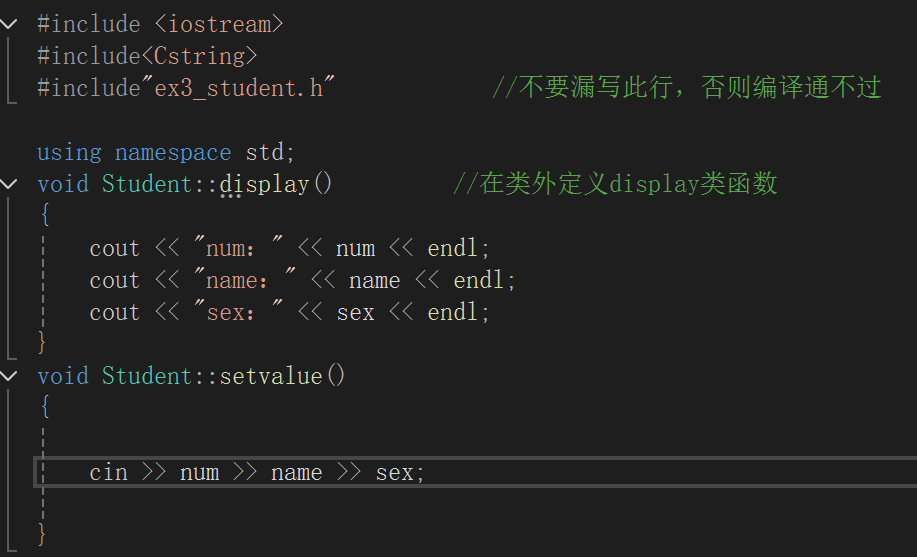 #include <iostream>
#include<Cstring>
#include"ex3_student.h" //不要漏写此行，否则编译通不过
using namespace std;
void Student::display() //在类外定义display类函数
{
cout << "num：" << num << endl;
cout << "name：" << name << endl;
cout << "sex：" << sex << endl;
}
void Student::setvalue()
{
cin >> num >> name >> sex;
}